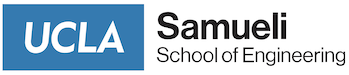 UCLA
Samueli
School of Engineering